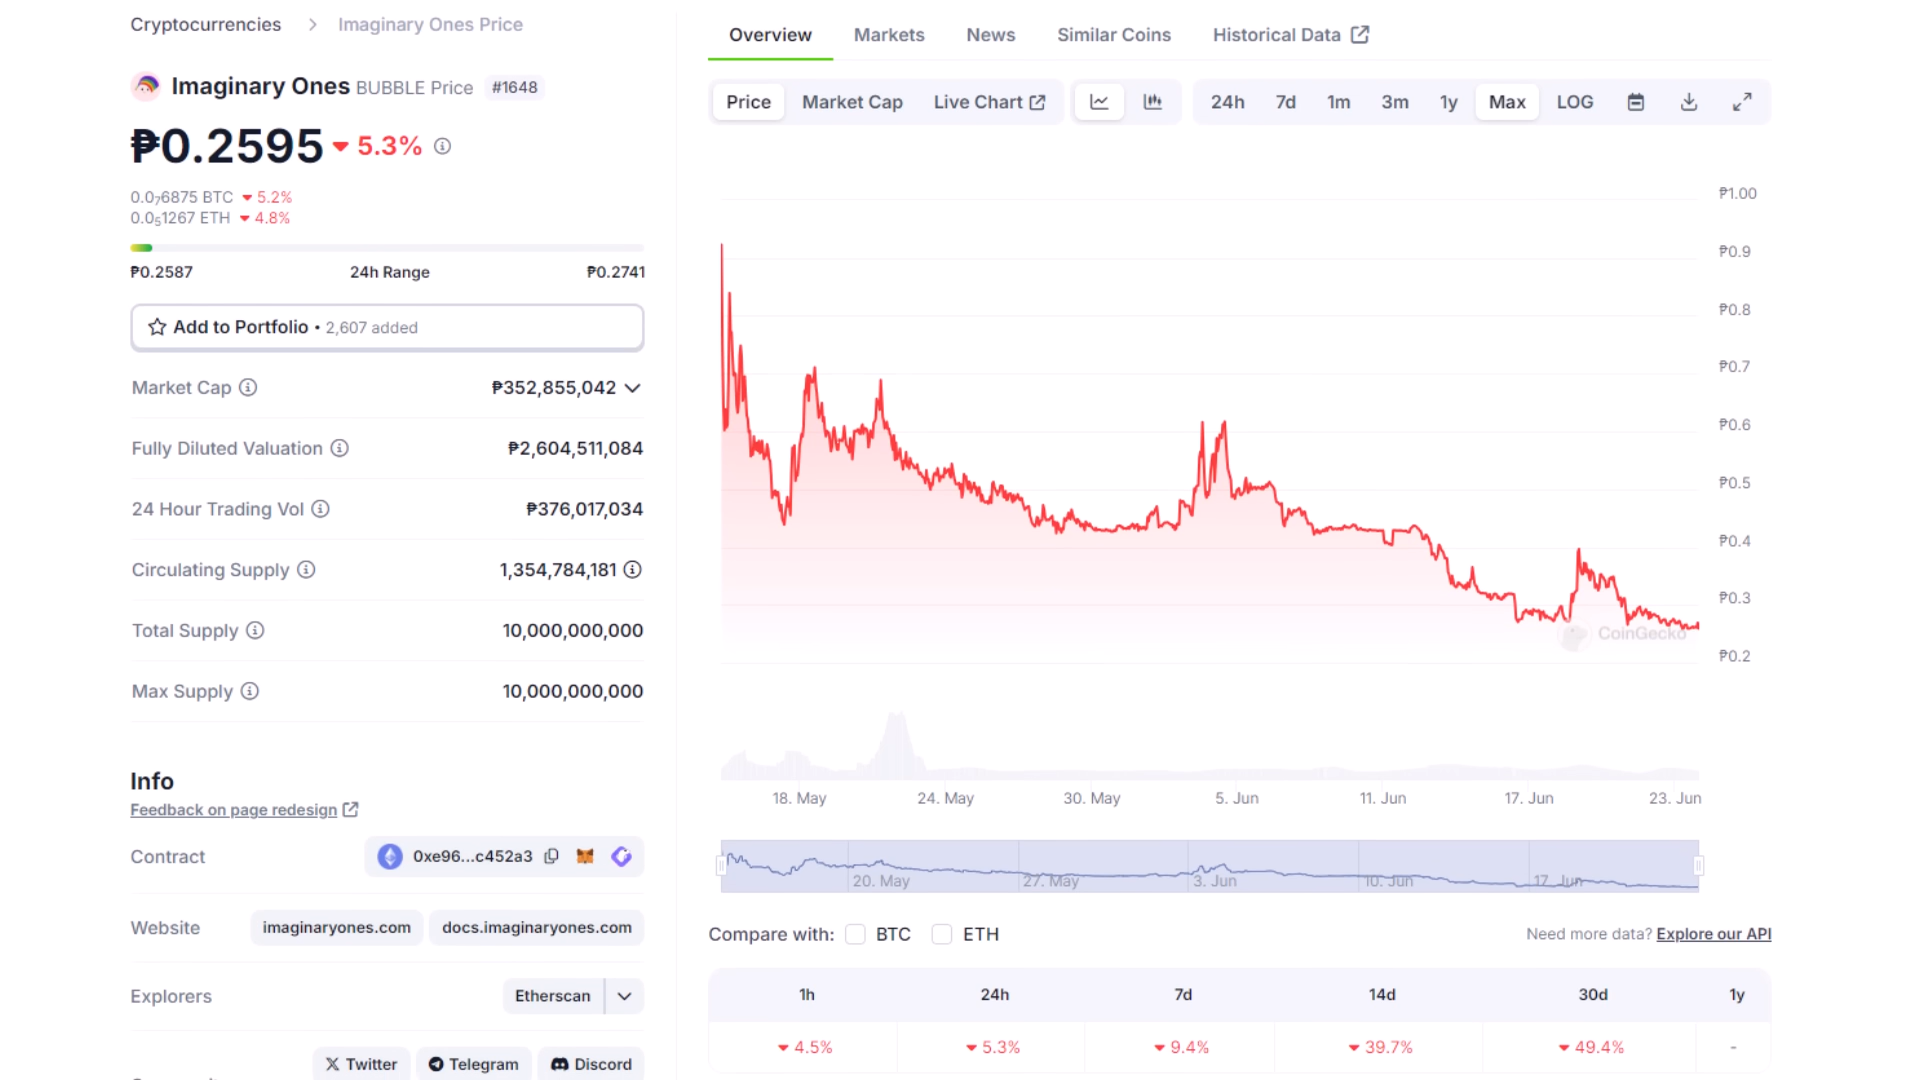 Cryptocurrencies > Imaginary Ones Price
Imaginary Ones BUBBLE Price #1648
₱0.2595 5.3%
0.0₇6875 BTC 5.2%
0.0₅1267 ETH 4.8%
₱0.2587 24h Range ₱0.2741
Add to Portfolio • 2,607 added
Market Cap ₱352,855,042
Fully Diluted Valuation ₱2,604,511,084
24 Hour Trading Vol ₱376,017,034
Circulating Supply 1,354,784,181
Total Supply 10,000,000,000
Max Supply 10,000,000,000
Info
Feedback on page redesign
Contract 0xe96...c452a3
Website imaginaryones.com docs.imaginaryones.com
Explorers Etherscan
Twitter Telegram Discord
Overview Markets News Similar Coins Historical Data
Price Market Cap Live Chart 24h 7d 1m 3m 1y Max LOG
₱1.00
₱0.9
₱0.8
₱0.7
₱0.6
₱0.5
₱0.4
₱0.3
CoinGecko
₱0.2
18. May 24. May 30. May 5. Jun 11. Jun 17. Jun 23. Jun
20. May 27. May 3. Jun 10. Jun 17. Jun
Compare with: BTC ETH Need more data? Explore our API
1h 24h 7d 14d 30d 1y
4.5% 5.3% 9.4% 39.7% 49.4% -